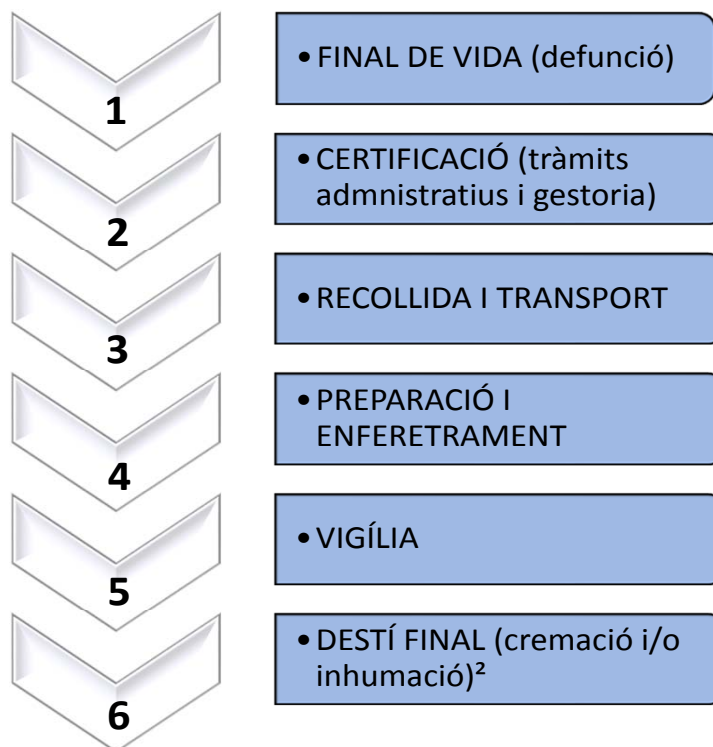 1
• FINAL DE VIDA (defunció)
2
• CERTIFICACIÓ (tràmits
admnistratius i gestoria)
3
• RECOLLIDA I TRANSPORT
4
• PREPARACIÓ I
ENFERETRAMENT
5
• VIGÍLIA
6
• DESTÍ FINAL (cremació i/o
inhumació)²